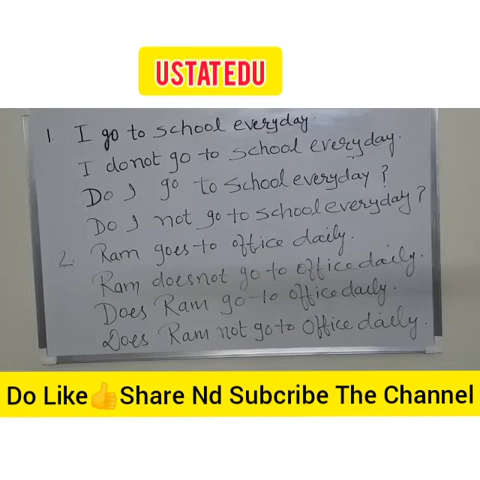 USTAT EDU
1 I go to school everyday.
I donot go to school everyday.
Do I go to school everyday?
Do I not go to school everyday?
2. Ram goes to office daily.
Ram doesnot go to office daily.
Does Ram go to office daily.
Does Ram not go to office daily.
Do Like👍Share Nd Subcribe The Channel